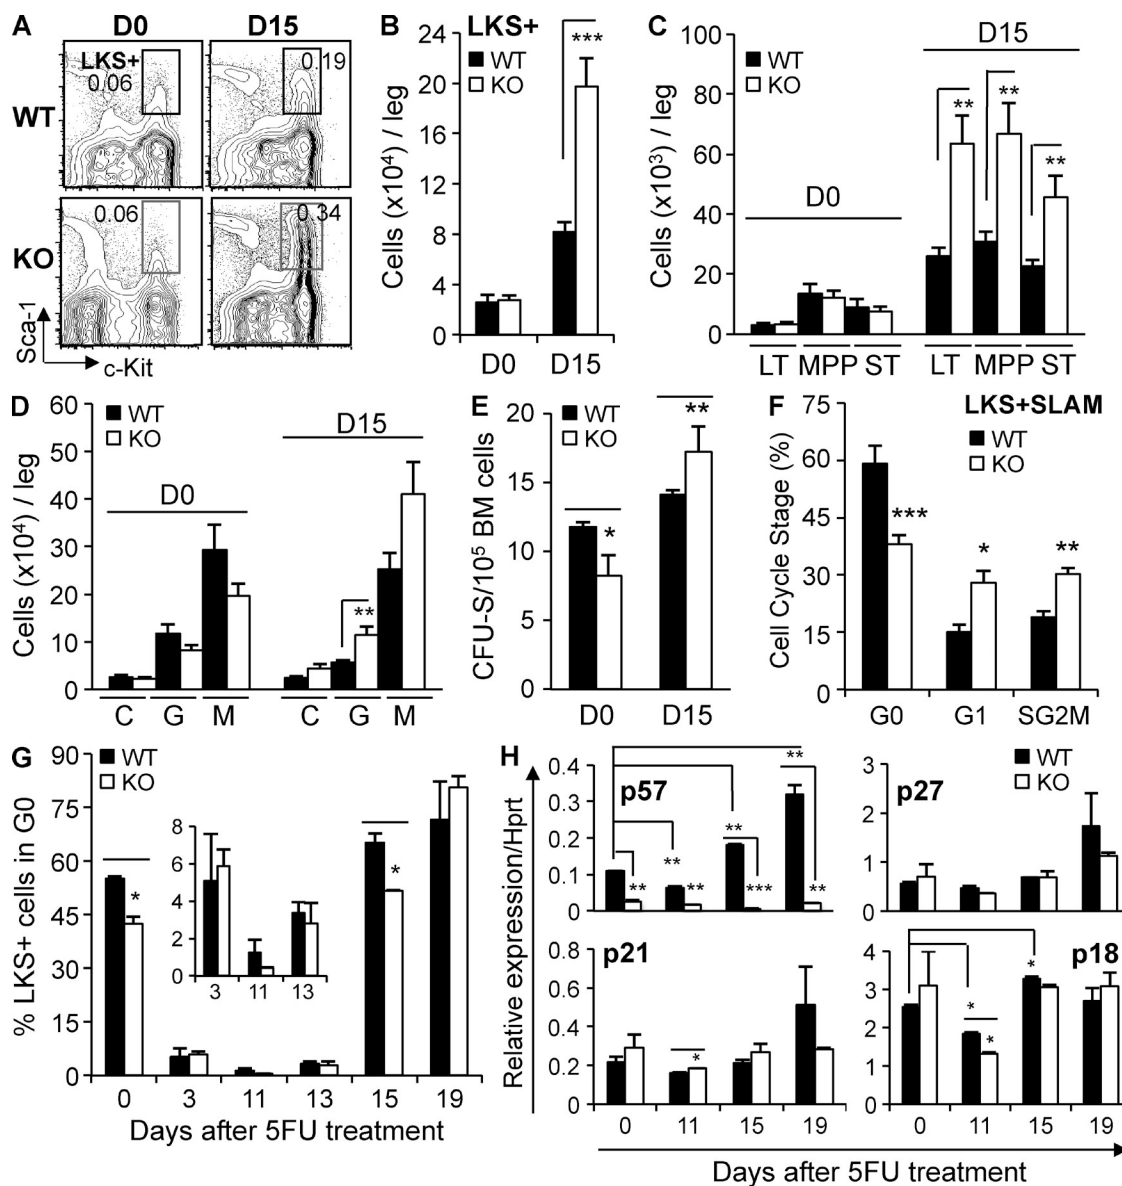 A D0 D15
LKS+
0.06
0.19
WT
0.06
0.34
KO
Sca-1
c-Kit
B LKS+
WT
KO
***
Cells (x10⁴) / leg
24
20
16
12
8
4
0
D0 D15
C
WT
KO
D15
D0
** ** **
Cells (x10³) / leg
100
80
60
40
20
0
LT MPP ST LT MPP ST
D
WT
KO
D15
D0
**
Cells (x10⁴) / leg
60
50
40
30
20
10
0
C G M C G M
E
WT
KO
**
*
CFU-S/10⁵ BM cells
20
15
10
5
0
D0 D15
F LKS+SLAM
WT
KO
*** * **
Cell Cycle Stage (%)
75
60
45
30
15
0
G0 G1 SG2M
G
WT
KO
* *
% LKS+ cells in G0
90
75
60
45
30
15
0
8
6
4
2
0
3 11 13
0 3 11 13 15 19
Days after 5FU treatment
H
Relative expression/Hprt
p57
0.4
0.3
0.2
0.1
0
** ** ** ** *** ** **
p27
WT
KO
3
2
1
0
p21
0.8
0.6
0.4
0.2
0
*
0 11 15 19
p18
4
3
2
1
0
* * *
0 11 15 19
Days after 5FU treatment